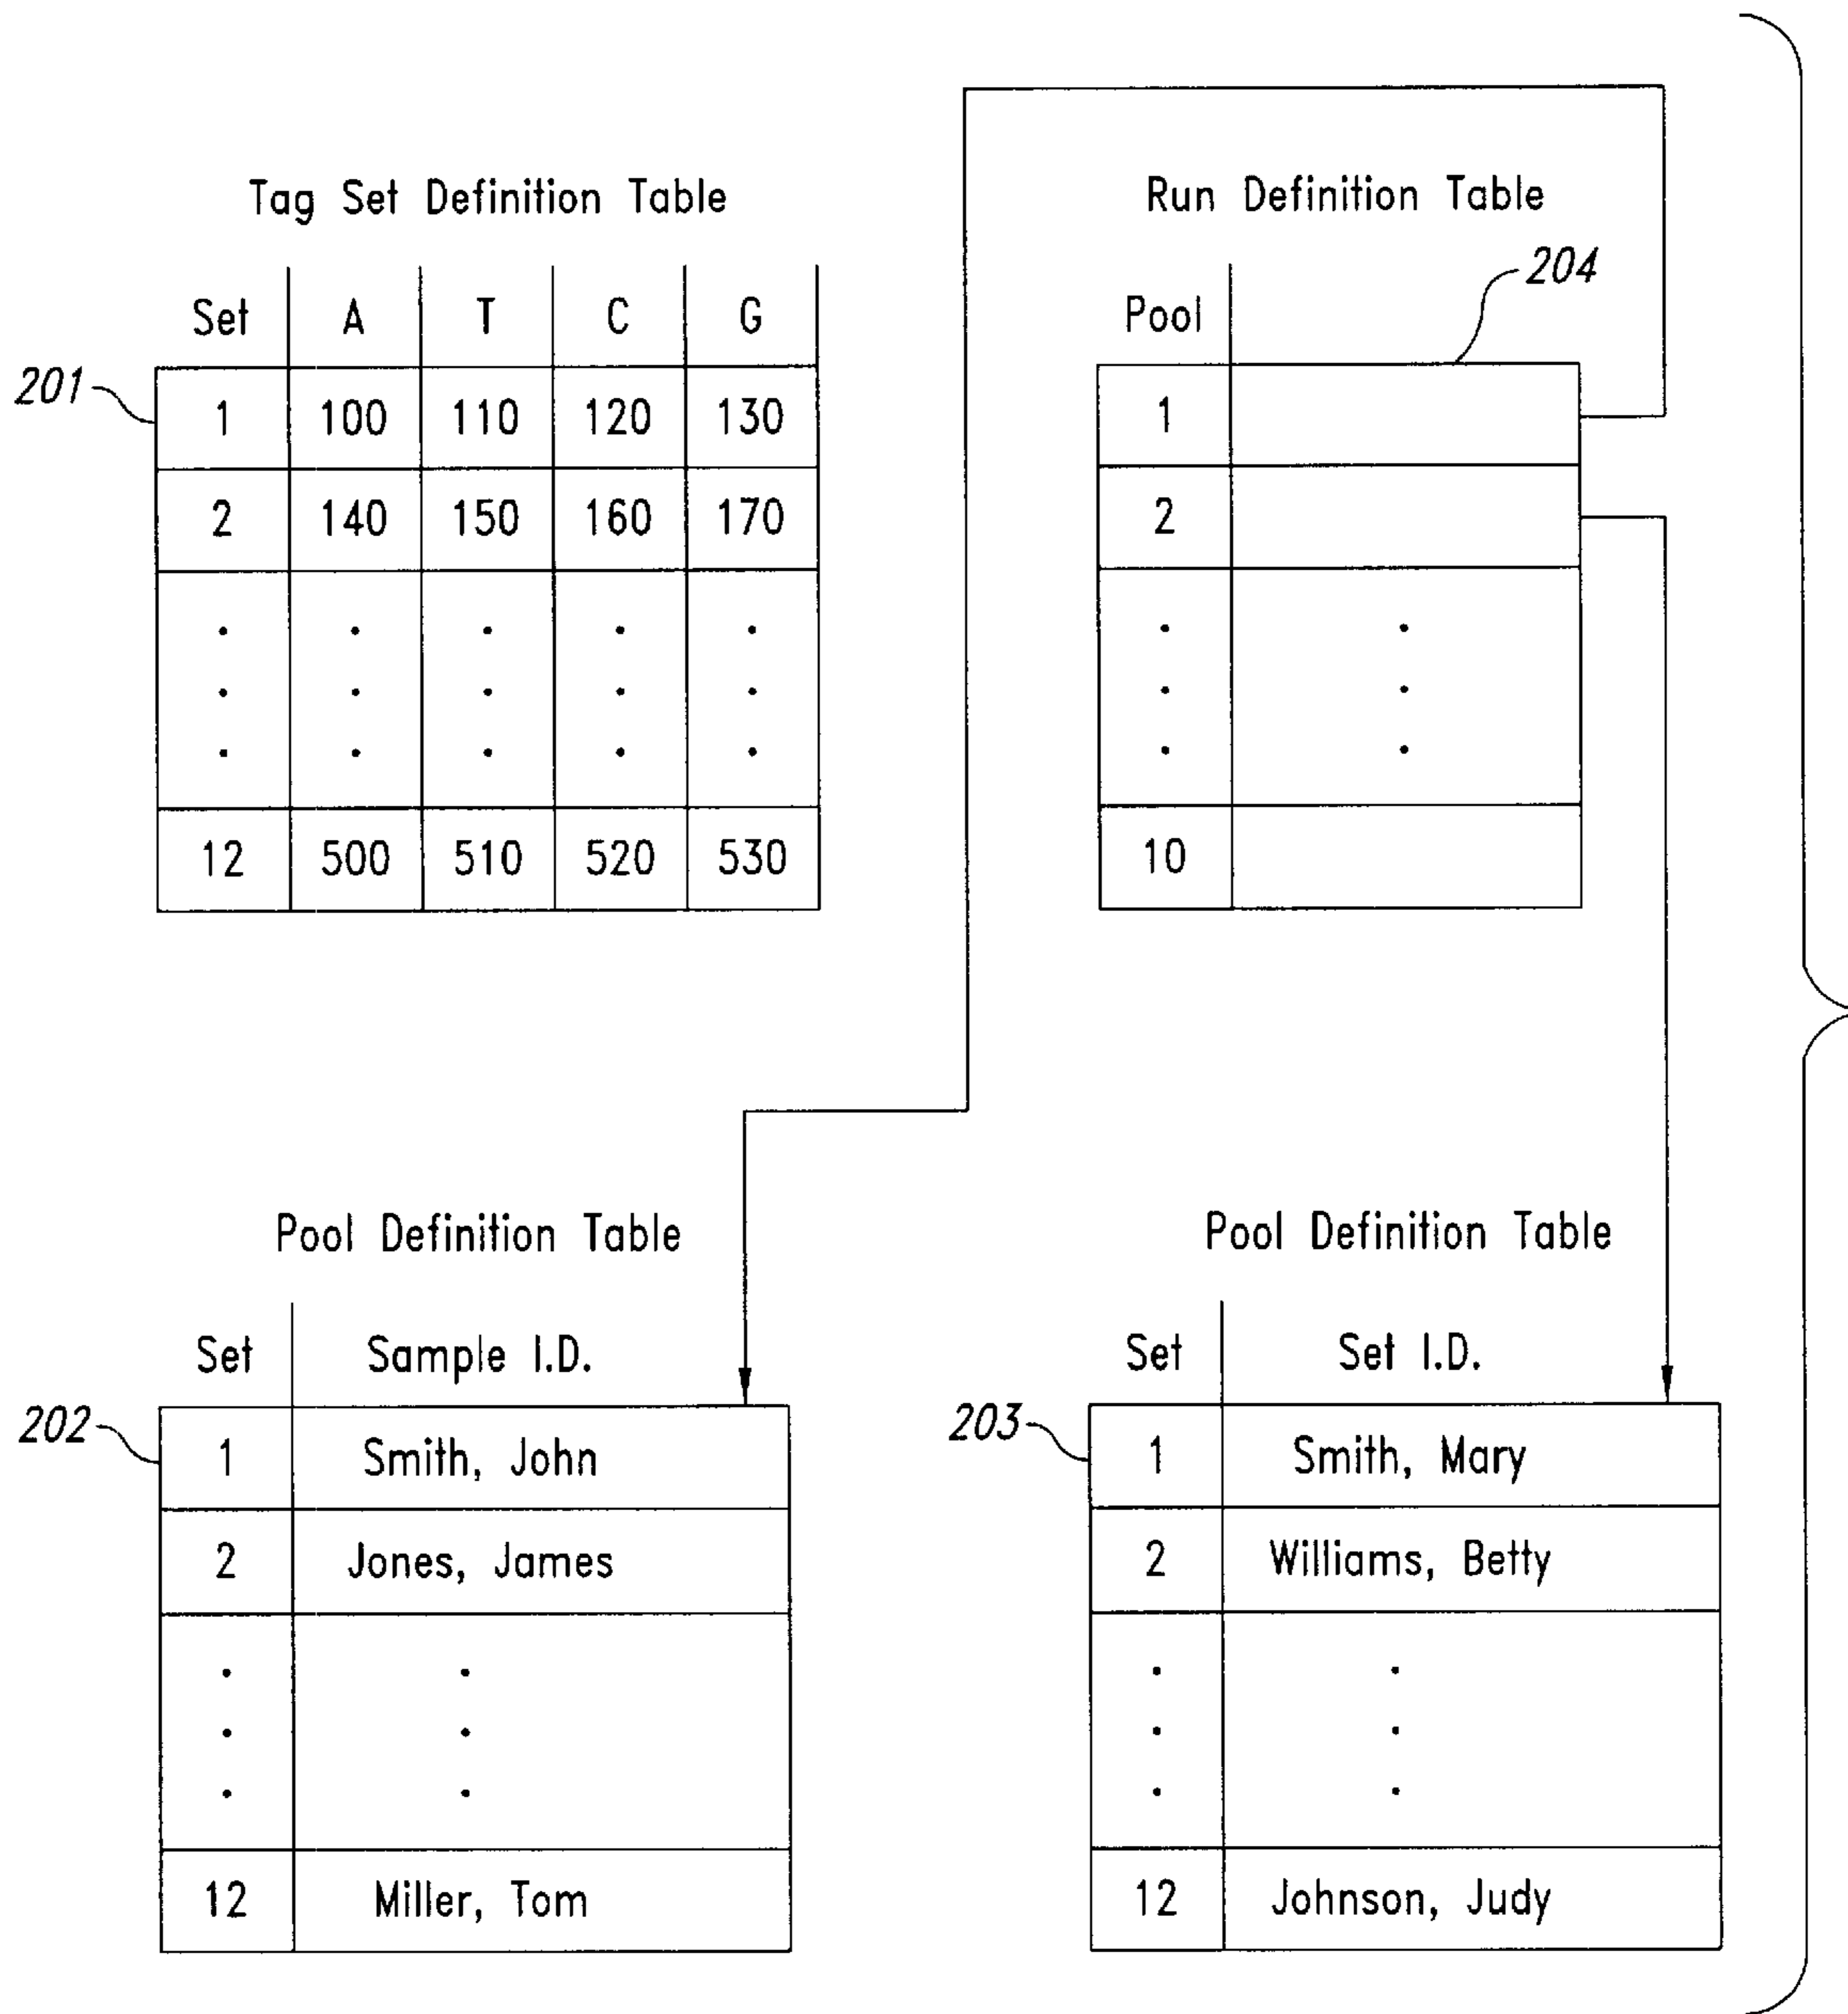 Tag Set Definition Table
Set A T C G
201
1 100 110 120 130
2 140 150 160 170
12 500 510 520 530
Run Definition Table
204
Pool
1
2
10
Pool Definition Table
Set Sample I.D.
202
1 Smith, John
2 Jones, James
12 Miller, Tom
Pool Definition Table
Set Set I.D.
203
1 Smith, Mary
2 Williams, Betty
12 Johnson, Judy